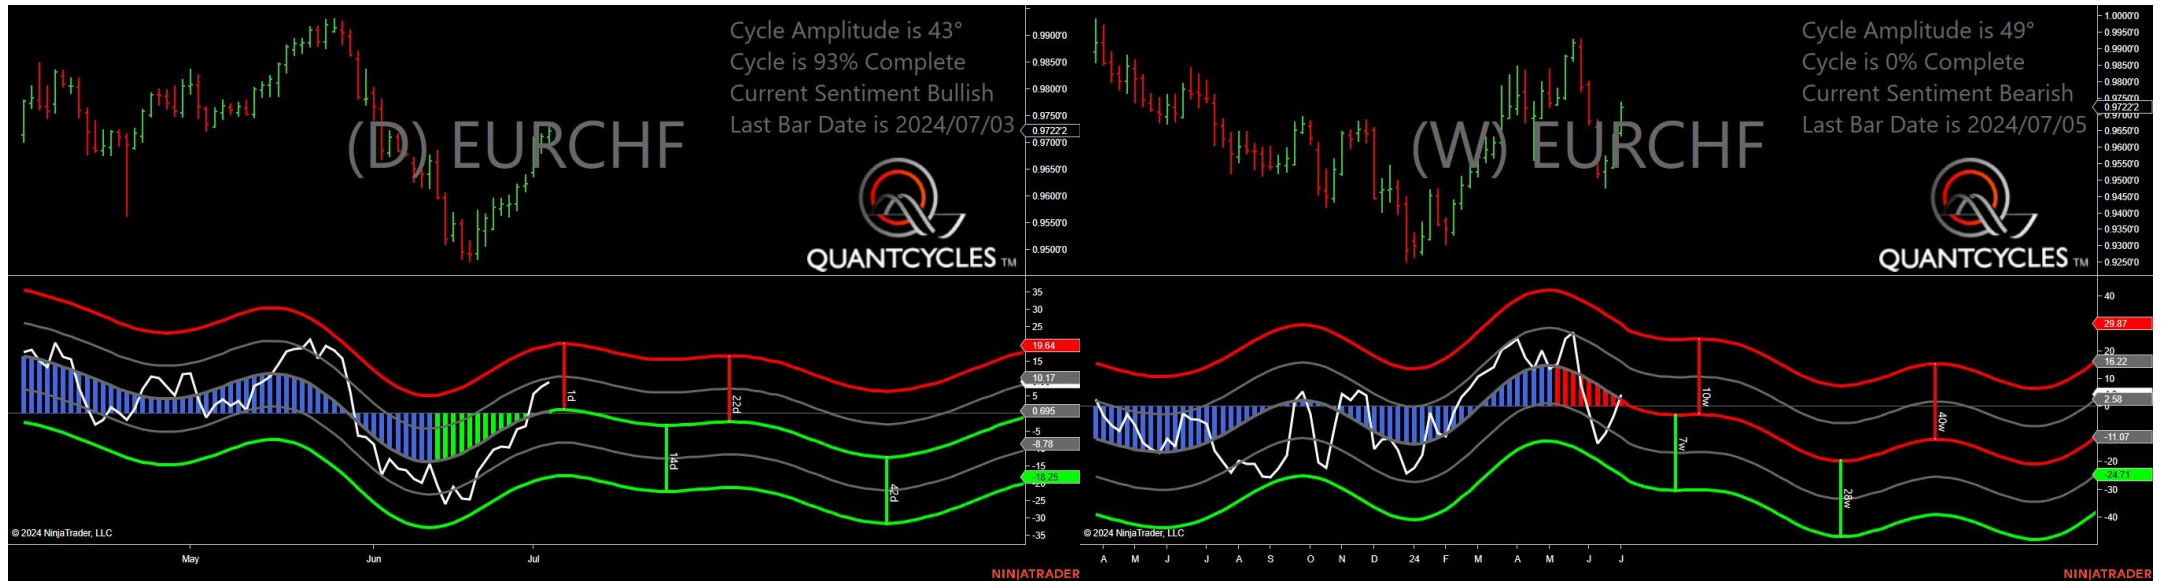 Cycle Amplitude is 43°
Cycle is 93% Complete
Current Sentiment Bullish
Last Bar Date is 2024/07/03
(D) EURCHF
QUANTCYCLES TM
0.9900'0
0.9850'0
0.9800'0
0.9750'0
0.9722'2
0.9700'0
0.9650'0
0.9600'0
0.9550'0
0.9500'0
35
30
25
19.64
15
10.17
5
0.695
-5
-8.78
-15
-18.25
-25
-30
-35
1d
22d
14d
42d
© 2024 NinjaTrader, LLC
May Jun Jul
NINJATRADER
Cycle Amplitude is 49°
Cycle is 0% Complete
Current Sentiment Bearish
Last Bar Date is 2024/07/05
(W) EURCHF
QUANTCYCLES TM
1.0000'0
0.9950'0
0.9900'0
0.9850'0
0.9800'0
0.9750'0
0.9722'2
0.9700'0
0.9650'0
0.9600'0
0.9550'0
0.9500'0
0.9450'0
0.9400'0
0.9350'0
0.9300'0
0.9250'0
40
29.87
20
16.22
10
2.58
0
-11.07
-20
-24.71
-30
-40
10w
40w
7w
28w
© 2024 NinjaTrader, LLC
A M J J A S O N D 24 F M A M J J
NINJATRADER